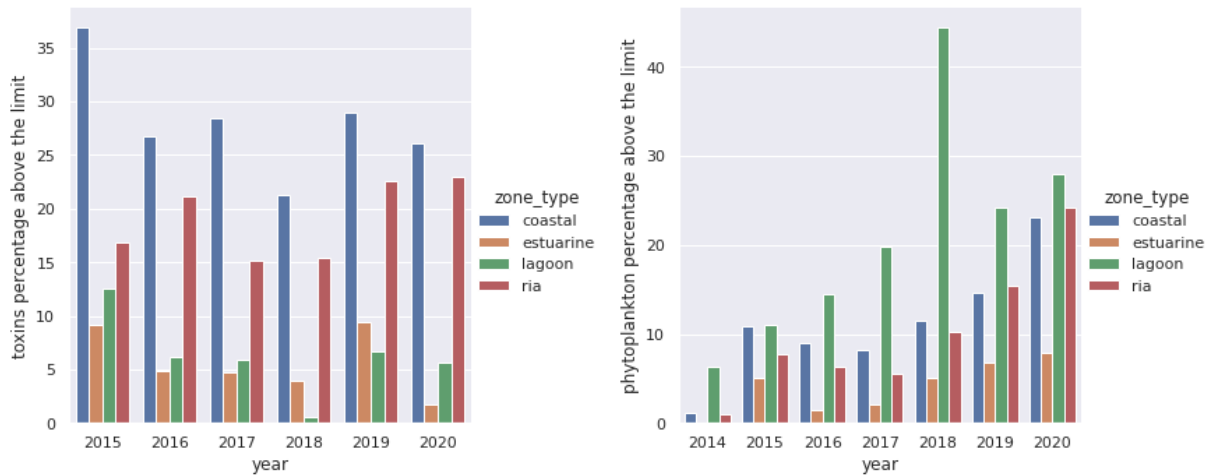 toxins percentage above the limit
35
30
25
20
15
10
5
0
2015 2016 2017 2018 2019 2020
year
zone_type
coastal
estuarine
lagoon
ria
phytoplankton percentage above the limit
40
30
20
10
0
2014 2015 2016 2017 2018 2019 2020
year
zone_type
coastal
estuarine
lagoon
ria